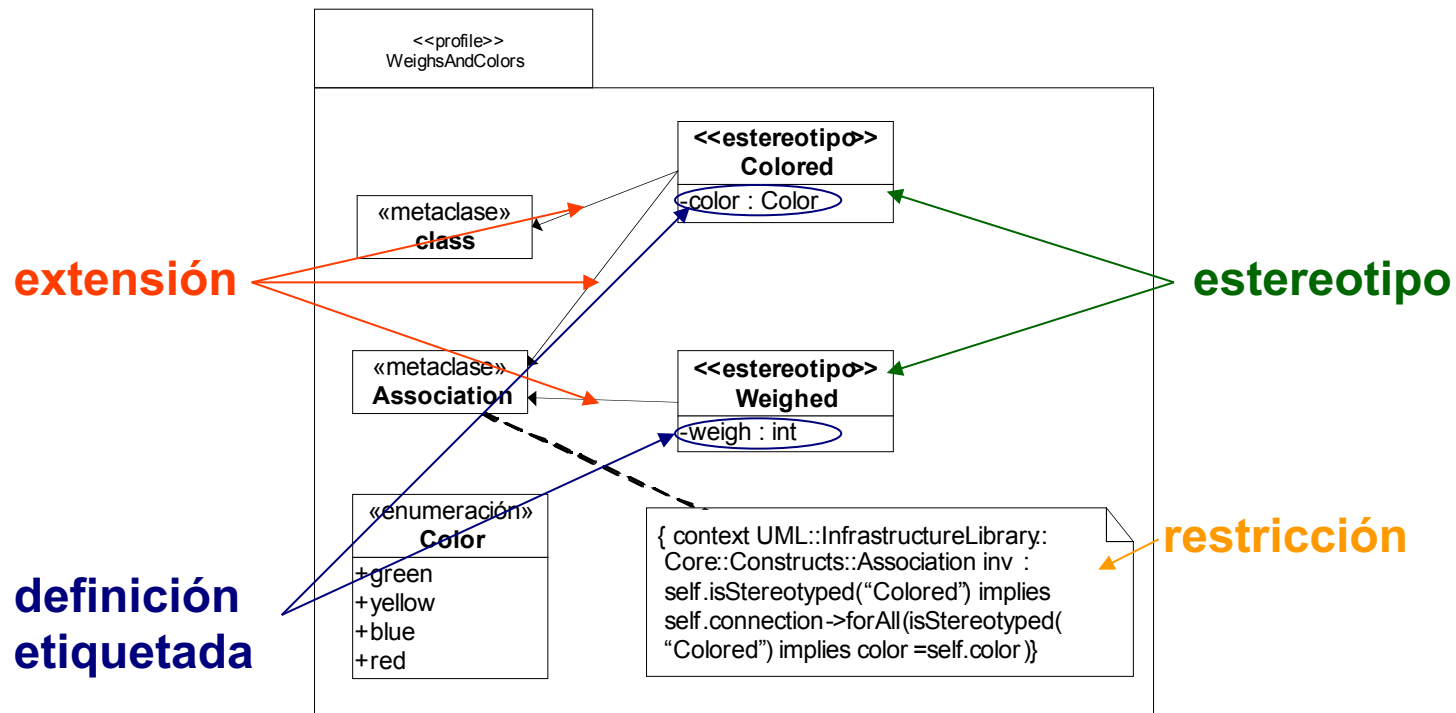 <<profile>>
WeighsAndColors
<<estereotipo>>
Colored
-color : Color
«metaclase»
class
extensión
estereotipo
«metaclase»
Association
<<estereotipo>>
Weighed
-weigh : int
«enumeración»
Color
+green
+yellow
+blue
+red
{ context UML::InfrastructureLibrary::
Core::Constructs::Association inv :
self.isStereotyped(“Colored”) implies
self.connection->forAll(isStereotyped(
“Colored”) implies color =self.color )}
restricción
definición
etiquetada